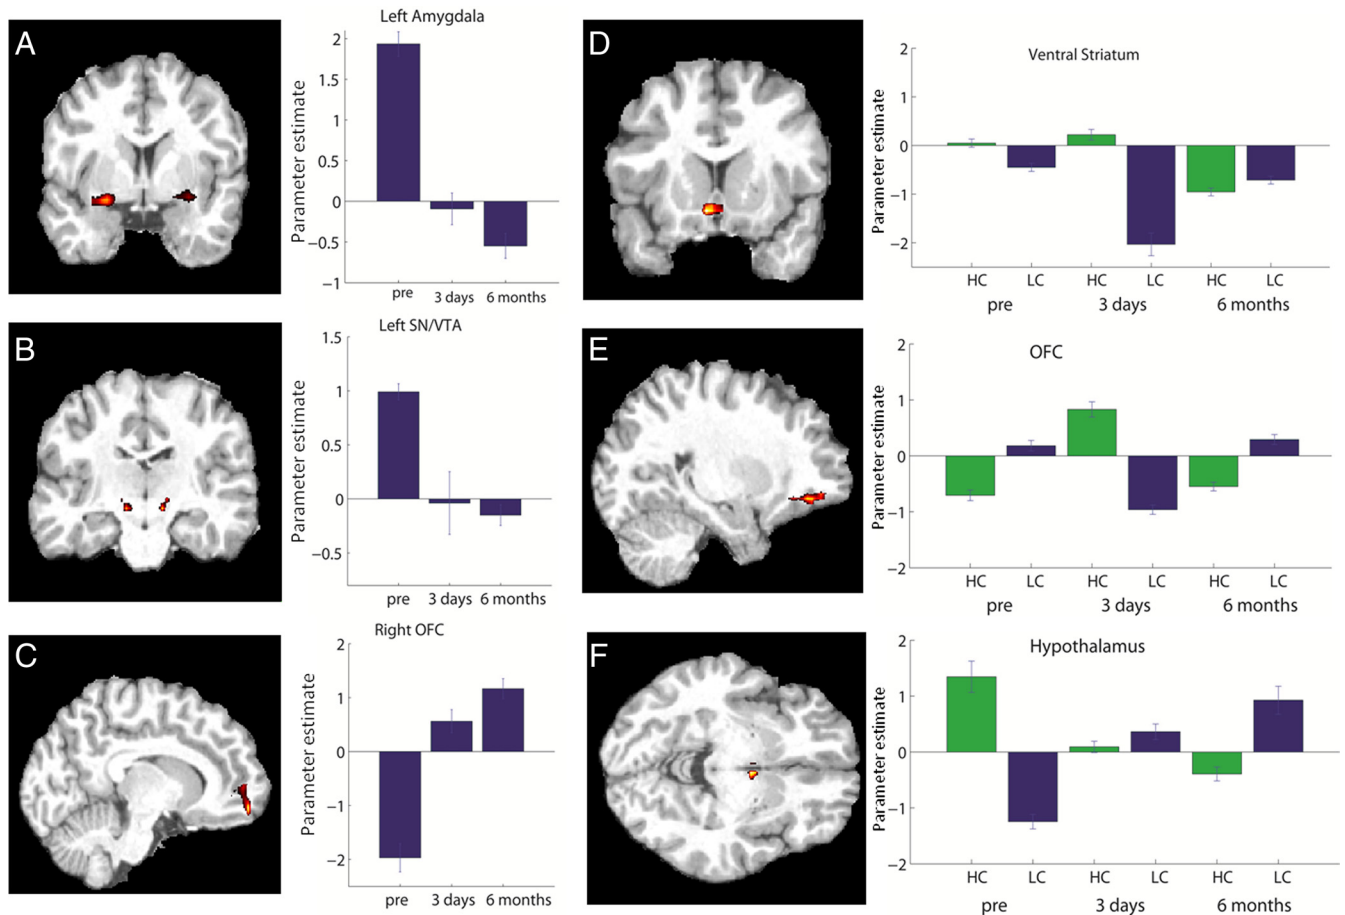 A
Left Amygdala
Parameter estimate
2
1.5
1
0.5
0
−0.5
−1
pre 3 days 6 months
B
Left SN/VTA
Parameter estimate
1.5
1
0.5
0
−0.5
pre 3 days 6 months
C
Right OFC
Parameter estimate
2
1
0
−1
−2
pre 3 days 6 months
D
Ventral Striatum
Parameter estimate
2
1
0
−1
−2
HC LC HC LC HC LC
pre 3 days 6 months
E
OFC
Parameter estimate
2
1
0
−1
−2
HC LC HC LC HC LC
pre 3 days 6 months
F
Hypothalamus
Parameter estimate
2
1
0
−1
−2
HC LC HC LC HC LC
pre 3 days 6 months